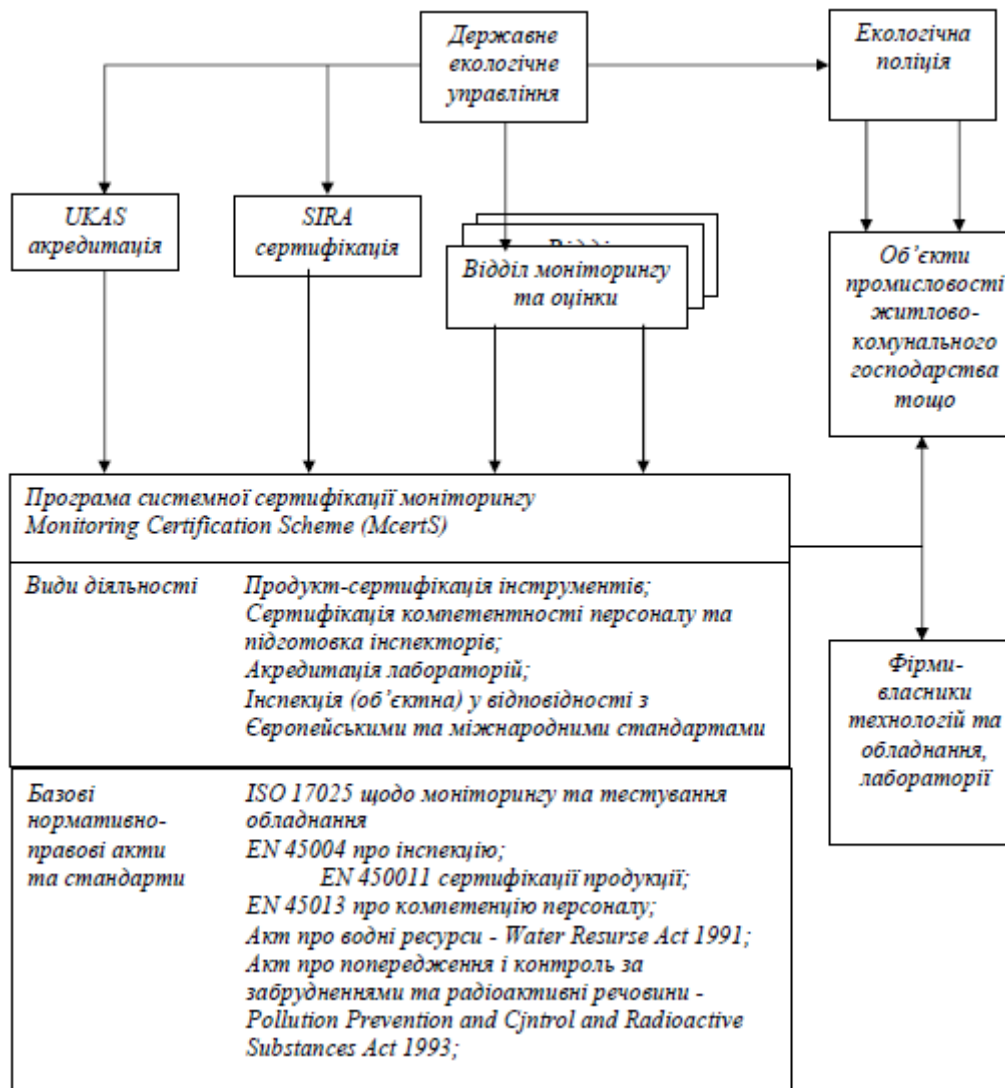 Державне
екологічне
управління
Екологічна
поліція
UKAS
акредитація
SIRA
сертифікація
Відділ моніторингу
та оцінки
Об’єкти
промисловості
житлово-
комунального
господарства
тощо
Програма системної сертифікації моніторингу
Monitoring Certification Scheme (McertS)
Види діяльності
Продукт-сертифікація інструментів;
Сертифікація компетентності персоналу та
підготовка інспекторів;
Акредитація лабораторій;
Інспекція (об’єктна) у відповідності з
Європейськими та міжнародними стандартами
Фірми-
власники
технологій та
обладнання,
лабораторії
Базові
нормативно-
правові акти
та стандарти
ISO 17025 щодо моніторингу та тестування
обладнання
EN 45004 про інспекцію;
EN 450011 сертифікації продукції;
EN 45013 про компетенцію персоналу;
Акт про водні ресурси - Water Resurse Act 1991;
Акт про попередження і контроль за
забрудненнями та радіоактивні речовини -
Pollution Prevention and Cjntrol and Radioactive
Substances Act 1993;